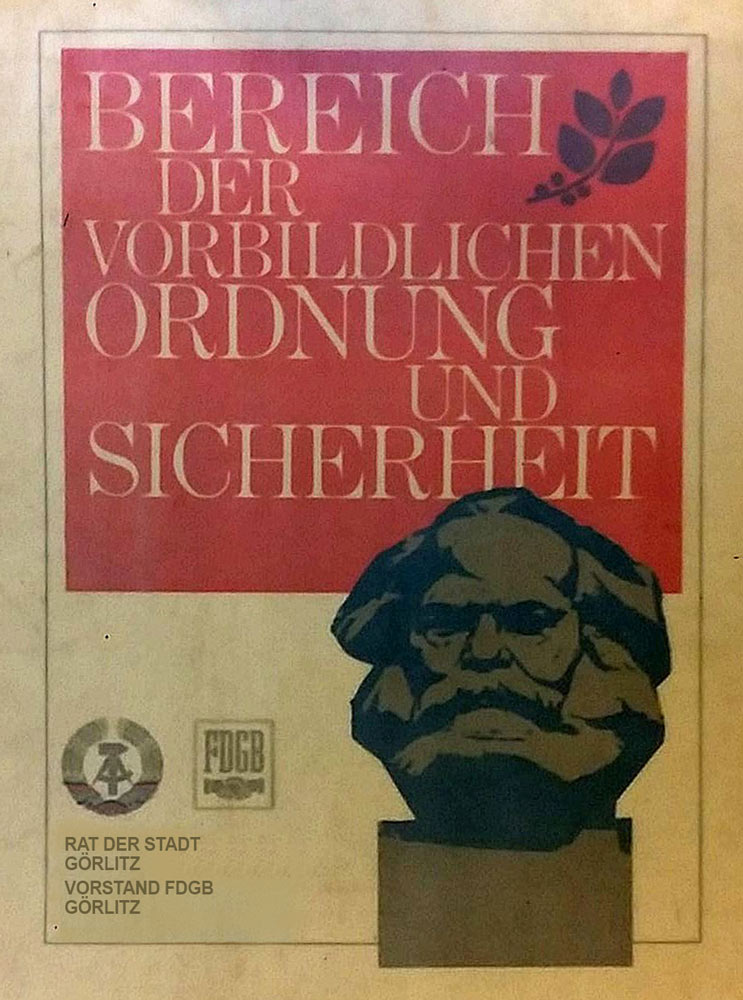 BEREICH
DER
VORBILDLICHEN
ORDNUNG
UND
SICHERHEIT
FDGB
RAT DER STADT
GÖRLITZ
VORSTAND FDGB
GÖRLITZ